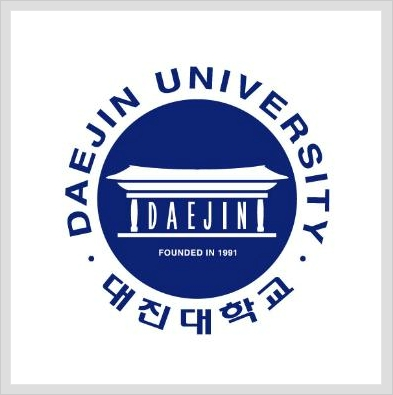 DAEJIN UNIVERSITY
DAEJIN
FOUNDED IN 1991
· 대진대학교 ·